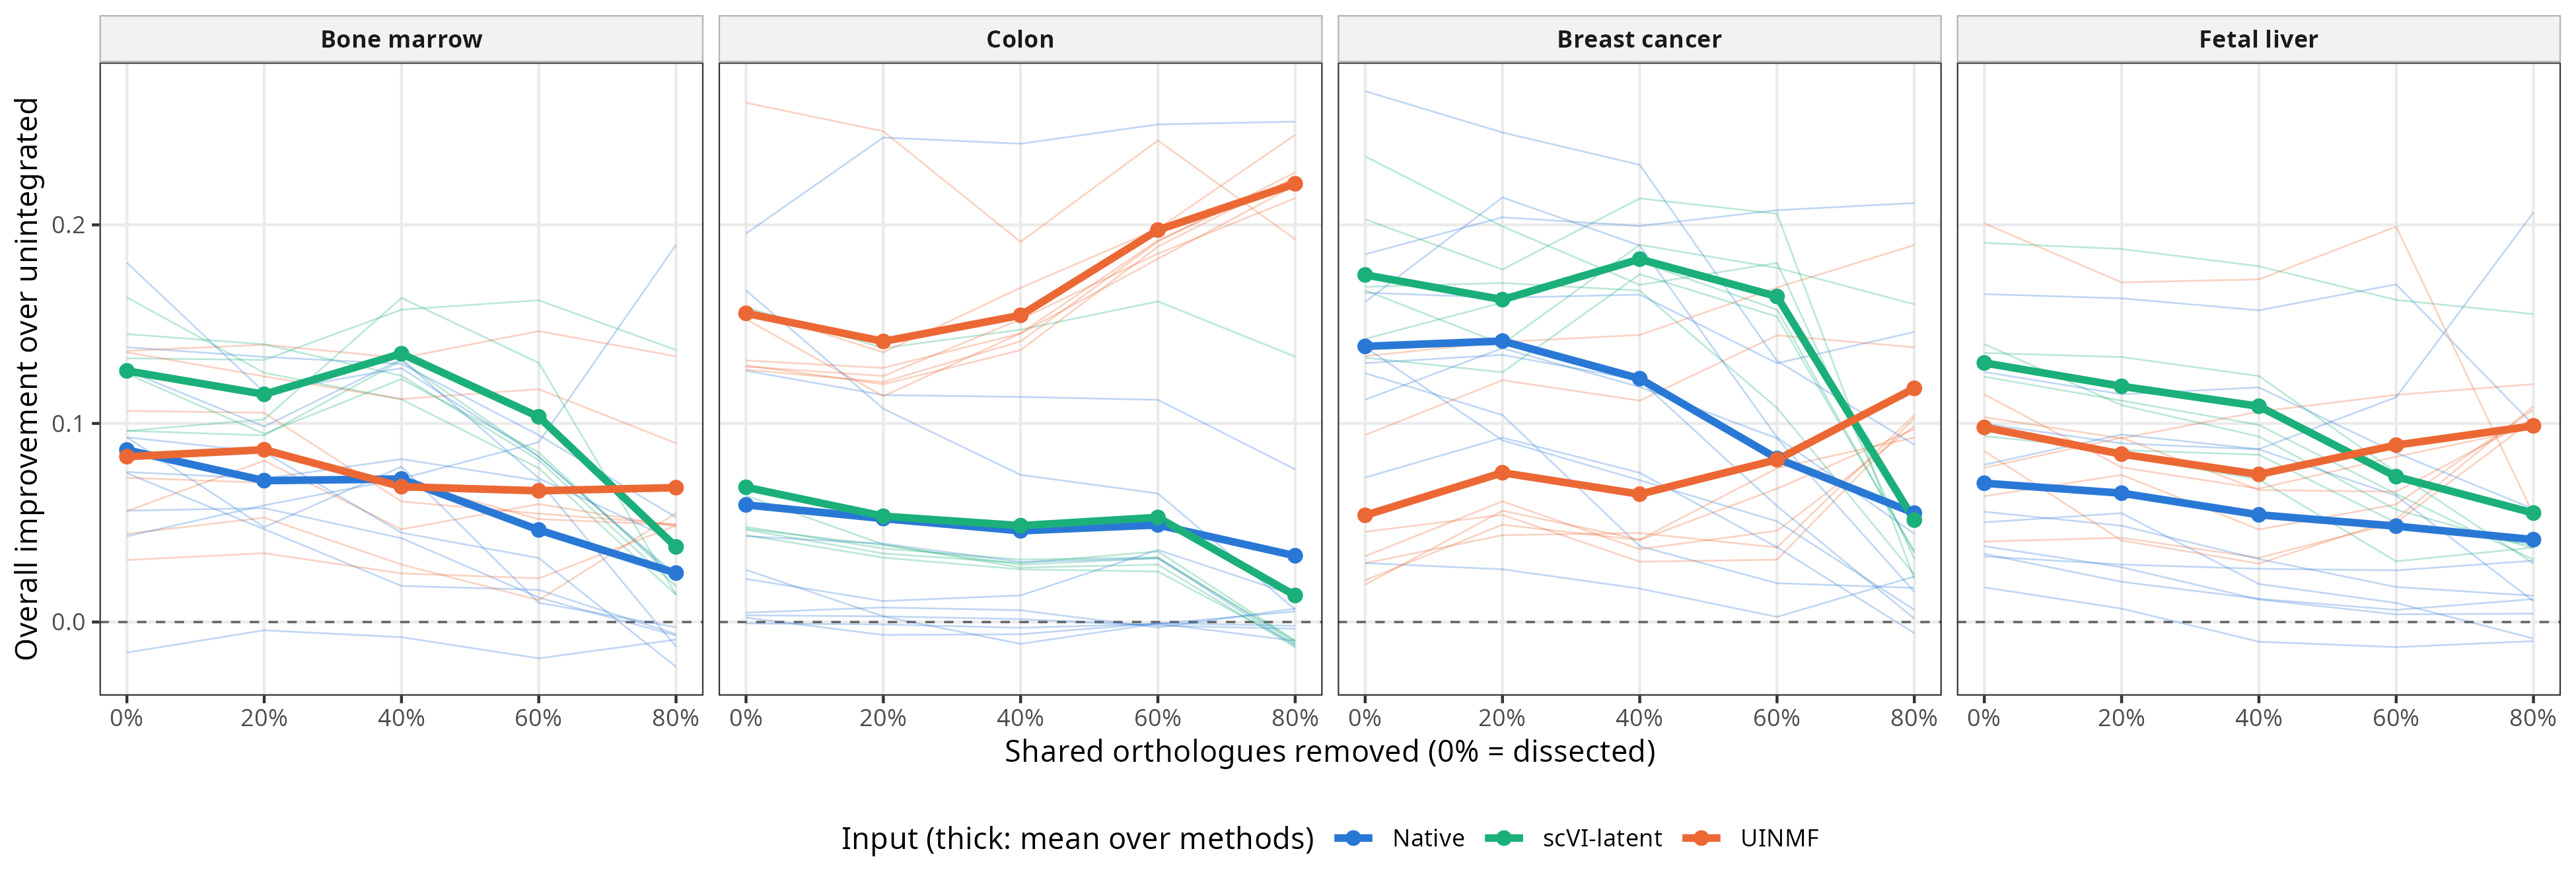 Bone marrow
Colon
Breast cancer
Fetal liver
Overall improvement over unintegrated
0.2
0.1
0.0
0% 20% 40% 60% 80%
0% 20% 40% 60% 80%
0% 20% 40% 60% 80%
0% 20% 40% 60% 80%
Shared orthologues removed (0% = dissected)
Input (thick: mean over methods) Native scVI-latent UINMF